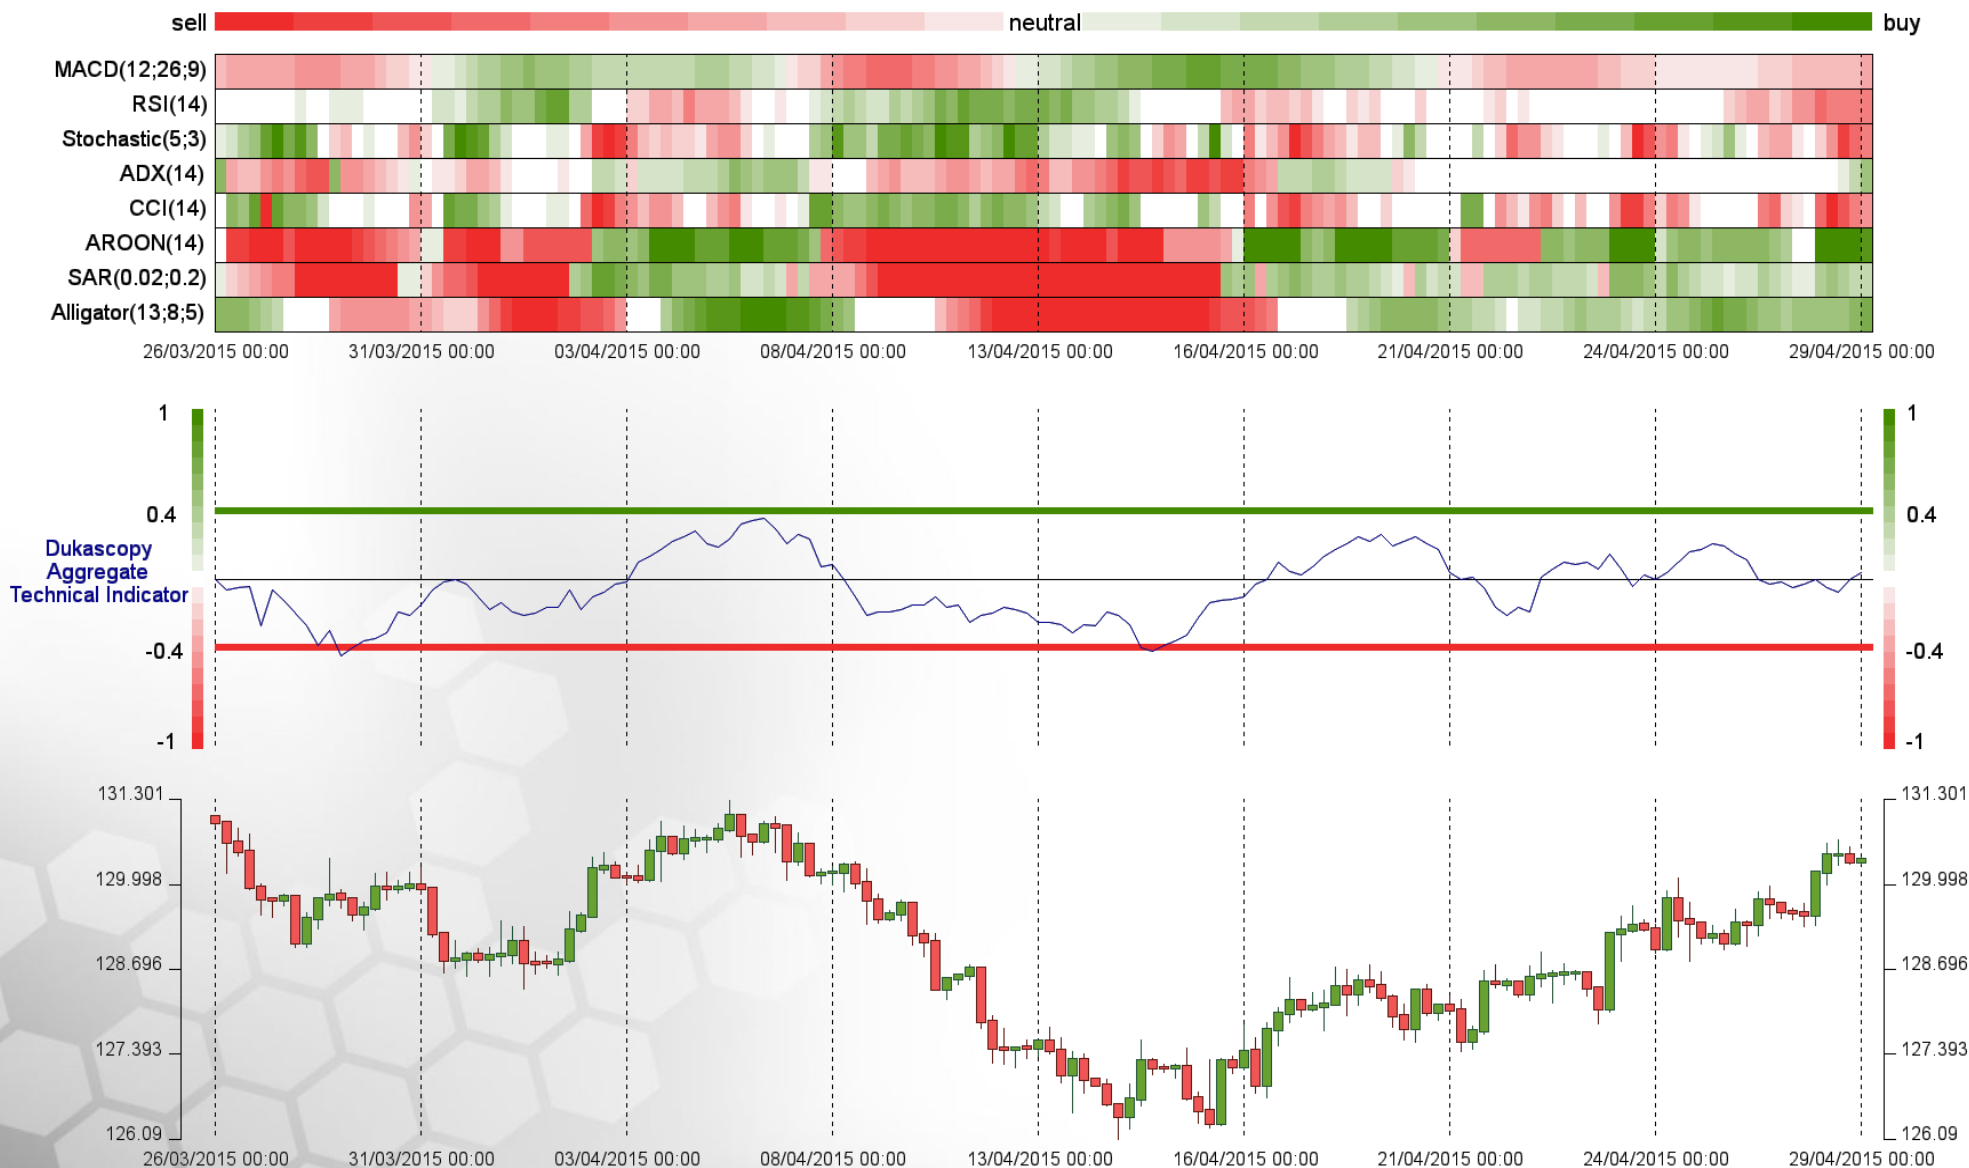 sell neutral buy
MACD(12;26;9)
RSI(14)
Stochastic(5;3)
ADX(14)
CCI(14)
AROON(14)
SAR(0.02;0.2)
Alligator(13;8;5)
26/03/2015 00:00 31/03/2015 00:00 03/04/2015 00:00 08/04/2015 00:00 13/04/2015 00:00 16/04/2015 00:00 21/04/2015 00:00 24/04/2015 00:00 29/04/2015 00:00
1 1
0.4 0.4
Dukascopy
Aggregate
Technical Indicator
-0.4 -0.4
-1 -1
131.301 131.301
129.998 129.998
128.696 128.696
127.393 127.393
126.09 126.09
26/03/2015 00:00 31/03/2015 00:00 03/04/2015 00:00 08/04/2015 00:00 13/04/2015 00:00 16/04/2015 00:00 21/04/2015 00:00 24/04/2015 00:00 29/04/2015 00:00